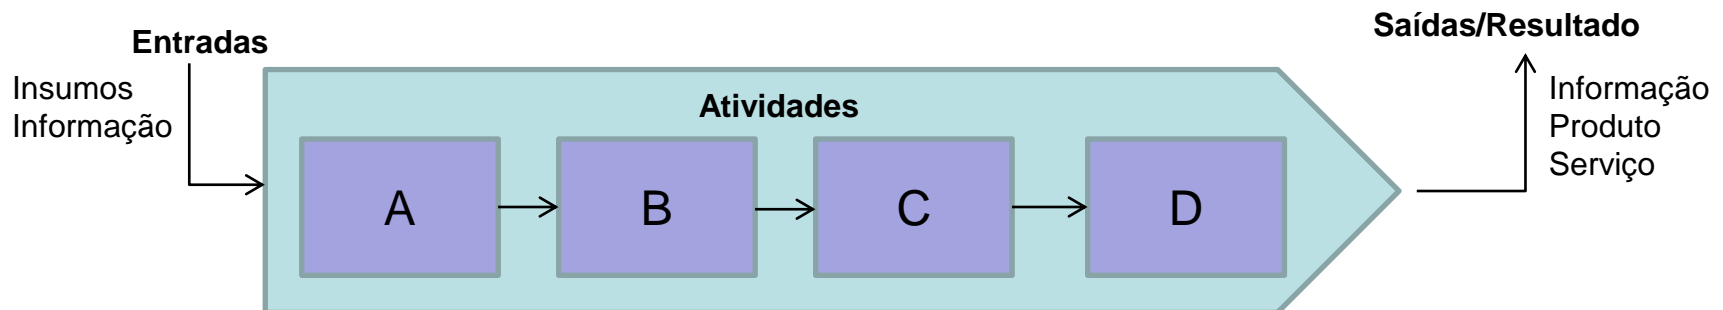 Entradas
Insumos
Informação
Atividades
A
B
C
D
Saídas/Resultado
Informação
Produto
Serviço